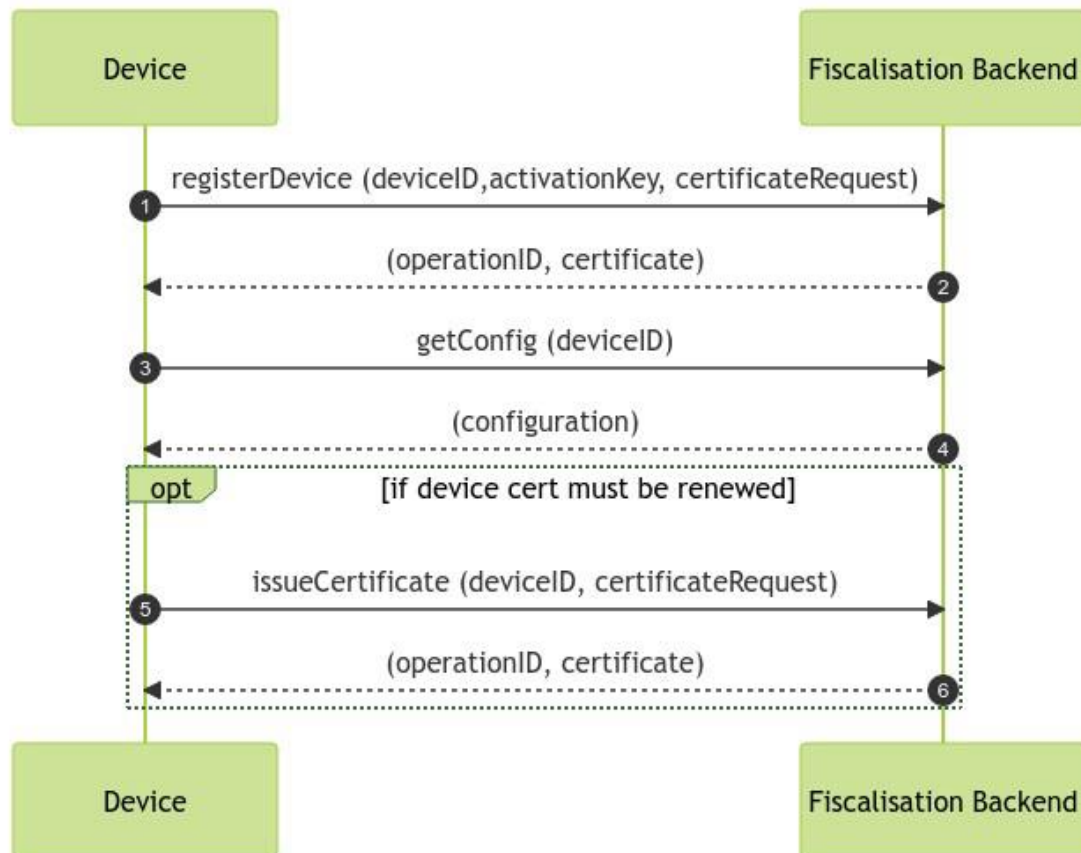 Device
Fiscalisation Backend
registerDevice (deviceID,activationKey, certificateRequest)
1
(operationID, certificate)
2
getConfig (deviceID)
3
(configuration)
4
opt
[if device cert must be renewed]
issueCertificate (deviceID, certificateRequest)
5
(operationID, certificate)
6
Device
Fiscalisation Backend